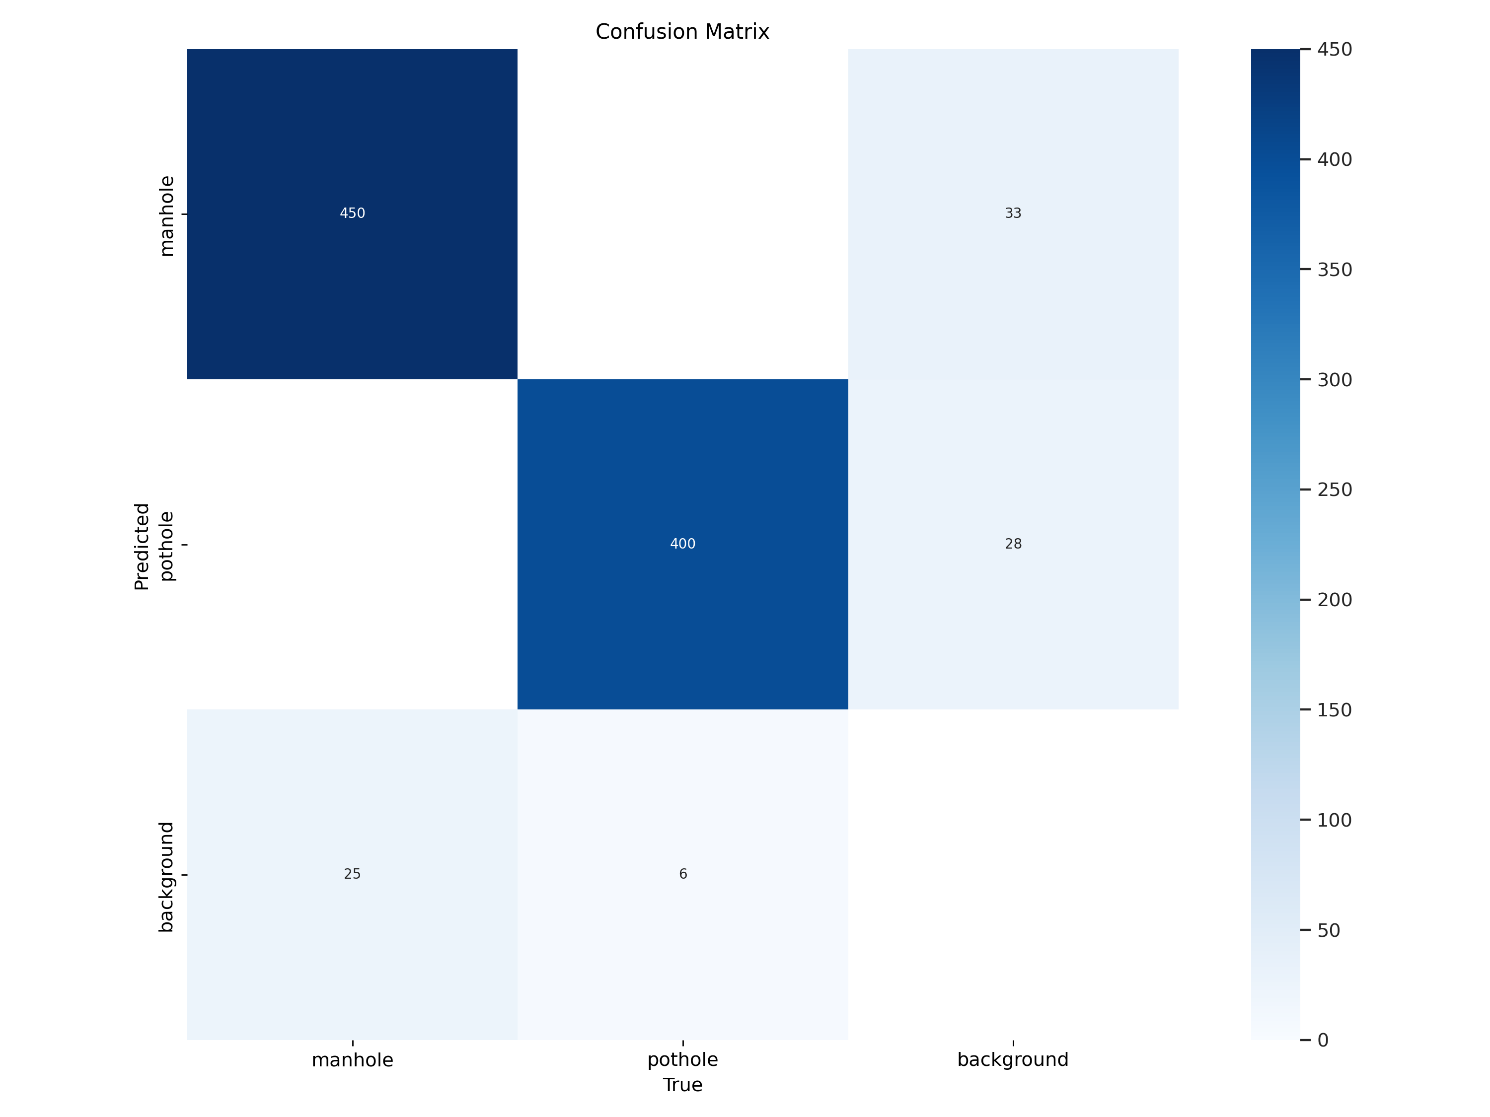 Confusion Matrix
manhole
450
33
Predicted
pothole
400
28
background
25
6
manhole
pothole
background
True
450
400
350
300
250
200
150
100
50
0